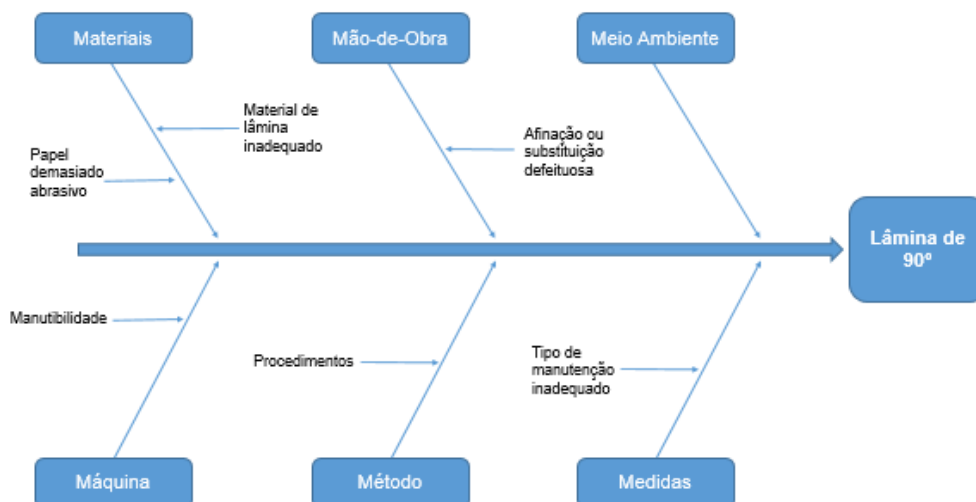 Materiais
Mão-de-Obra
Meio Ambiente
Material de
lâmina
inadequado
Afinação ou
substituição
defeituosa
Papel
demasiado
abrasivo
Lâmina de
90º
Manutibilidade
Procedimentos
Tipo de
manutenção
inadequado
Máquina
Método
Medidas